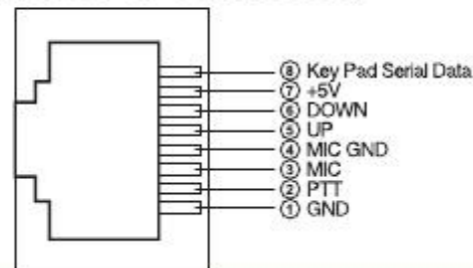 ⑧ Key Pad Serial Data
⑦ +5V
⑥ DOWN
⑤ UP
④ MIC GND
③ MIC
② PTT
① GND